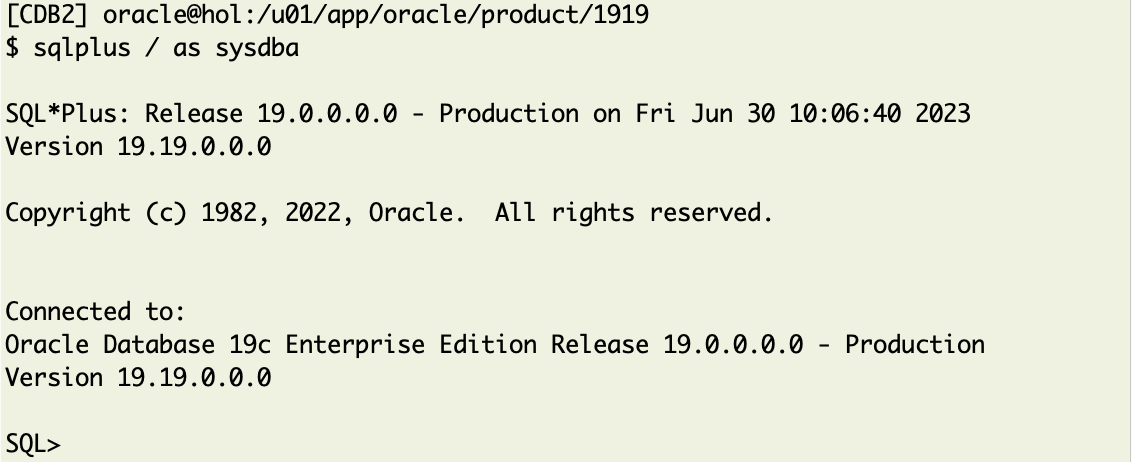 [CDB2] oracle@hol:/u01/app/oracle/product/1919
$ sqlplus / as sysdba
SQL*Plus: Release 19.0.0.0.0 - Production on Fri Jun 30 10:06:40 2023
Version 19.19.0.0.0
Copyright (c) 1982, 2022, Oracle.  All rights reserved.
Connected to:
Oracle Database 19c Enterprise Edition Release 19.0.0.0.0 - Production
Version 19.19.0.0.0
SQL>